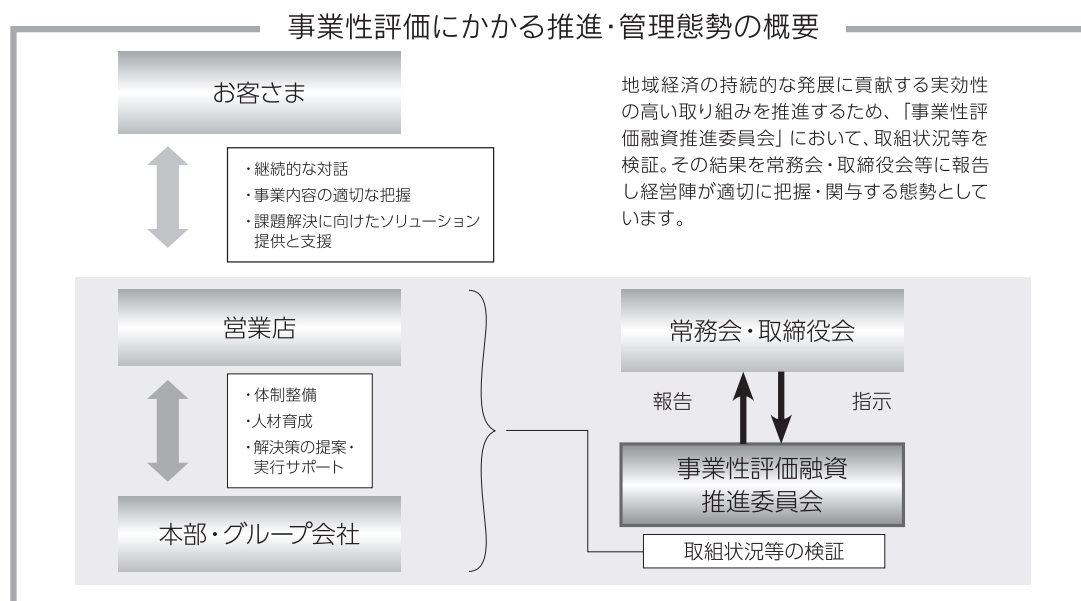 事業性評価にかかる推進・管理態勢の概要
お客さま
・継続的な対話
・事業内容の適切な把握
・課題解決に向けたソリューション
提供と支援
地域経済の持続的な発展に貢献する実効性
の高い取り組みを推進するため、「事業性評
価融資推進委員会」において、取組状況等を
検証。その結果を常務会・取締役会等に報告
し経営陣が適切に把握・関与する態勢として
います。
営業店
・体制整備
・人材育成
・解決策の提案・
実行サポート
本部・グループ会社
常務会・取締役会
報告
指示
事業性評価融資
推進委員会
取組状況等の検証